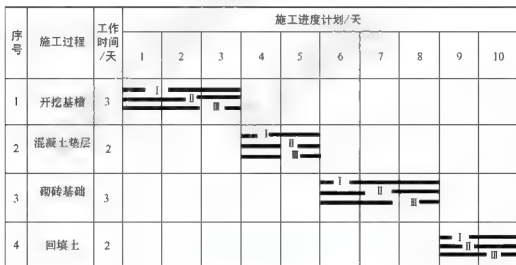 序号 施工过程 工作时间/天 施工进度计划/天
1 2 3 4 5 6 7 8 9 10
1 开挖基槽 3 Ⅰ Ⅱ Ⅲ
2 混凝土垫层 2 Ⅰ Ⅱ Ⅲ
3 砌砖基础 3 Ⅰ Ⅱ Ⅲ
4 回填土 2 Ⅰ Ⅱ Ⅲ